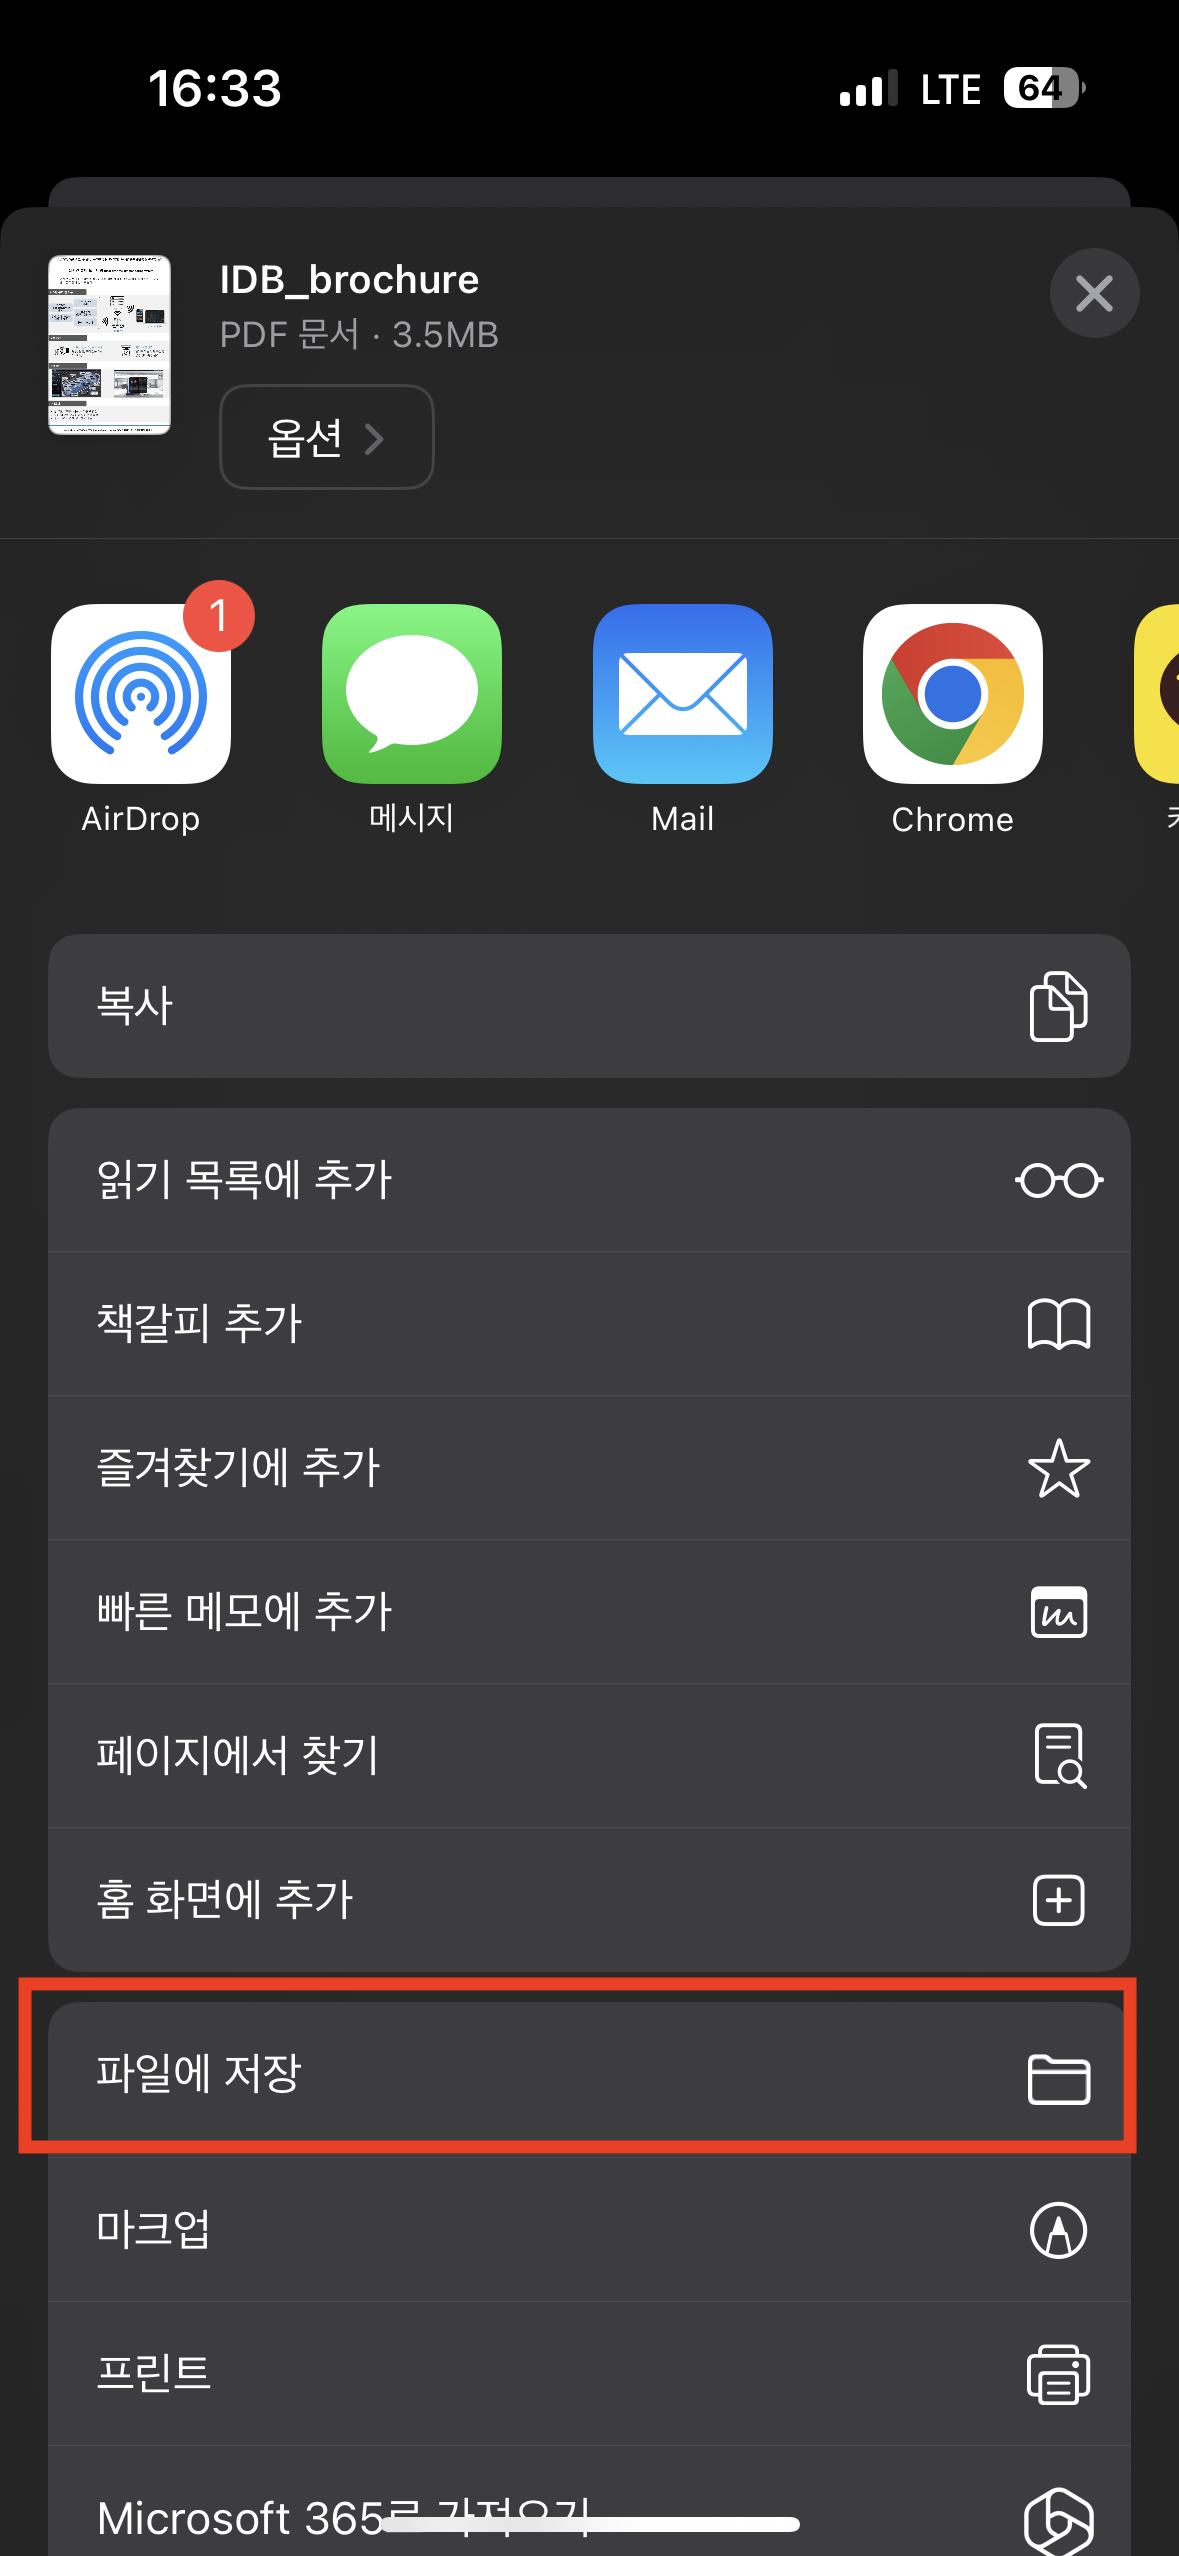 16:33
LTE 64
IDB_brochure
PDF 문서 · 3.5MB
옵션
1
AirDrop
메시지
Mail
Chrome
복사
읽기 목록에 추가
책갈피 추가
즐겨찾기에 추가
빠른 메모에 추가
페이지에서 찾기
홈 화면에 추가
파일에 저장
마크업
프린트
Microsoft 365로 가져오기